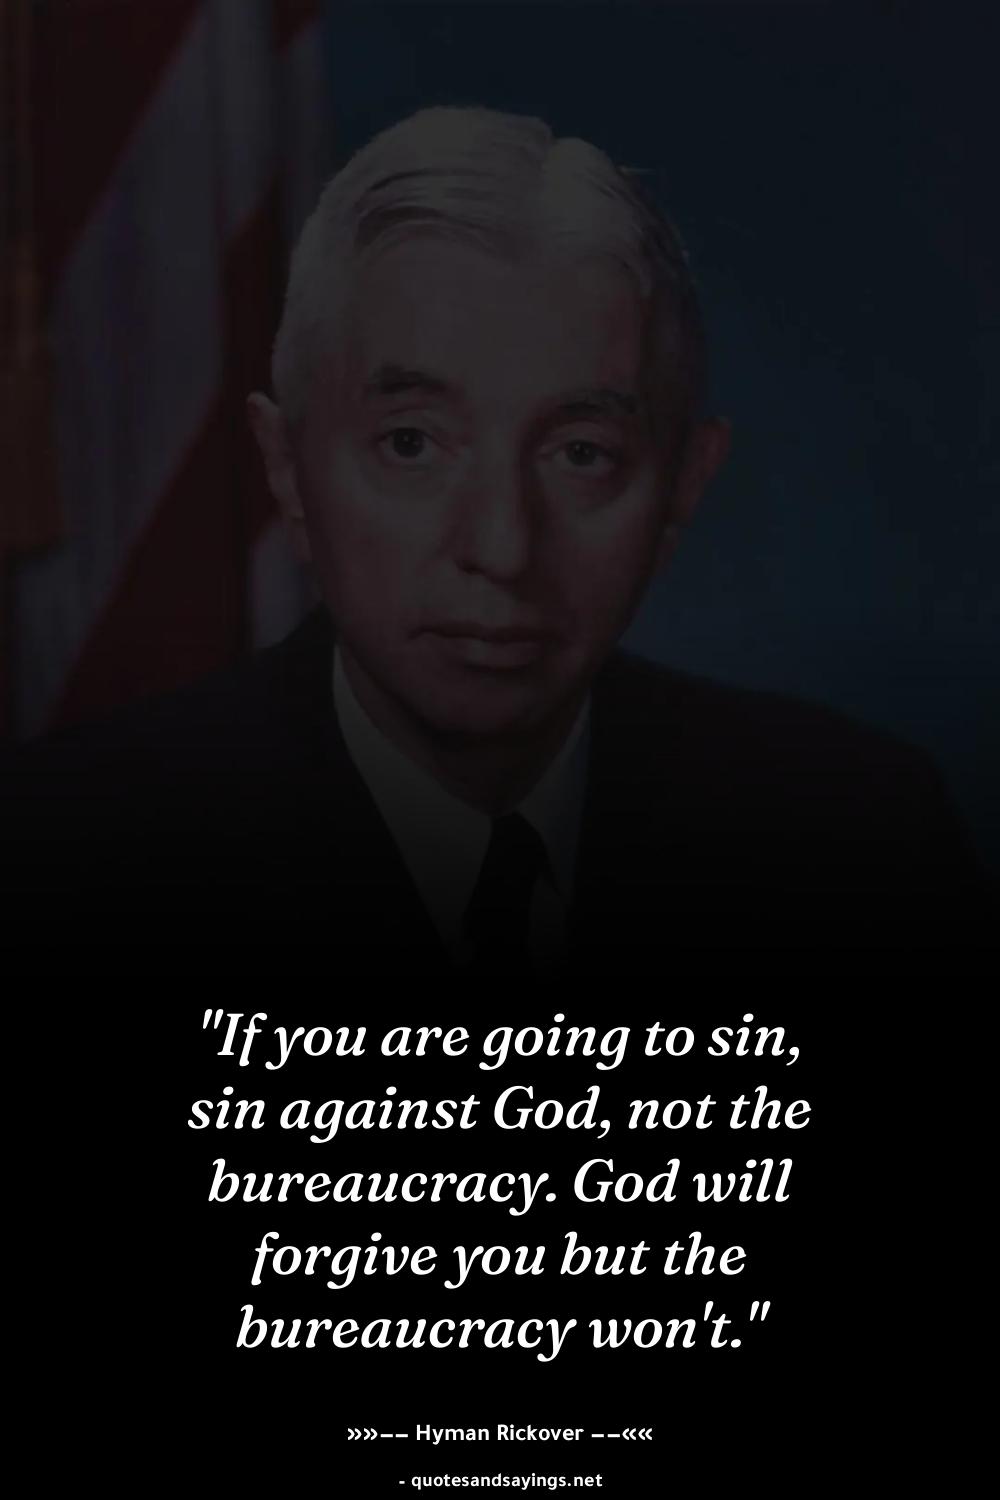 "If you are going to sin,
sin against God, not the
bureaucracy. God will
forgive you but the
bureaucracy won't."
»»−− Hyman Rickover −−««
- quotesandsayings.net